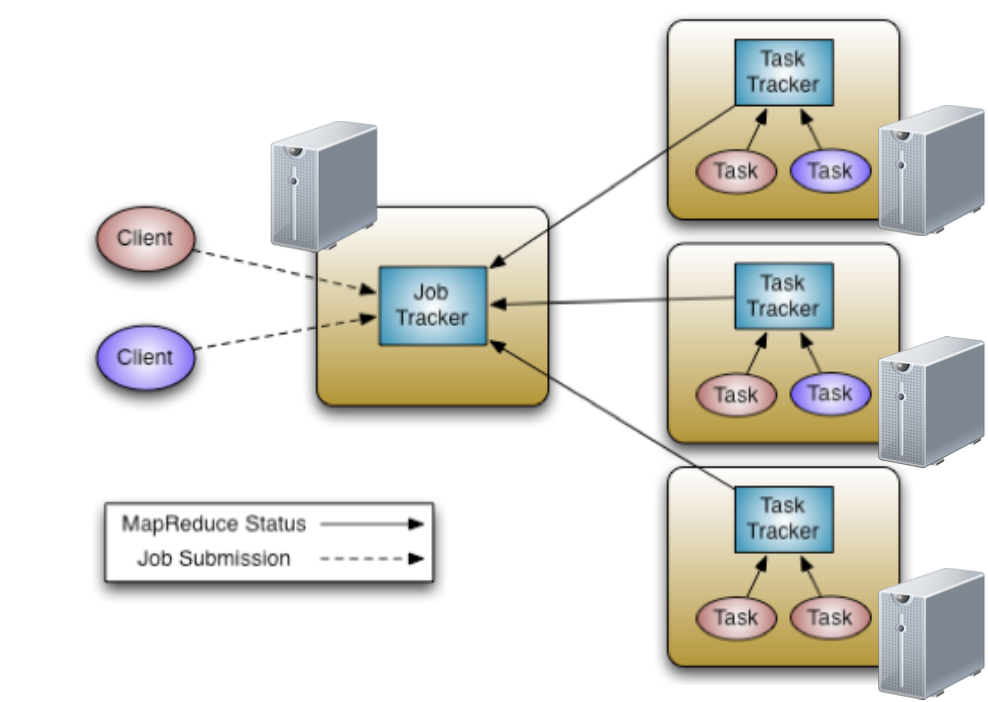 Client
Client
Job
Tracker
Task
Tracker
Task
Task
Task
Tracker
Task
Task
Task
Tracker
Task
Task
MapReduce Status
Job Submission